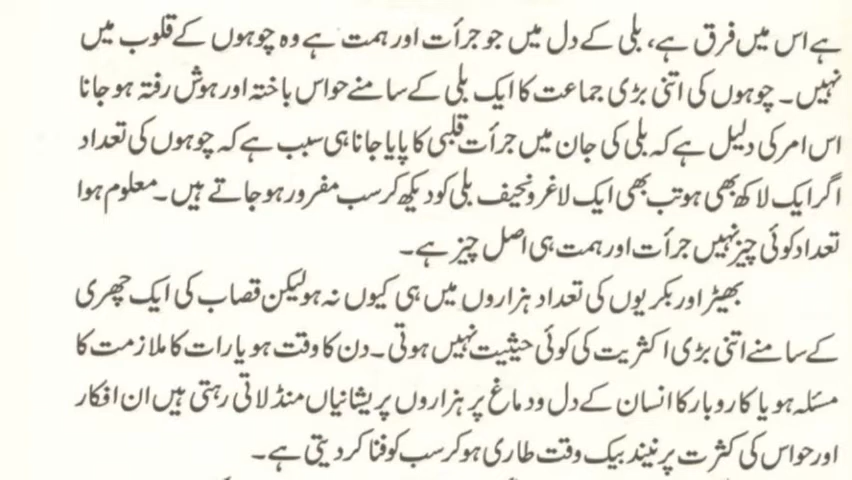 ہے اس میں فرق ہے، بلی کے دل میں جو جرأت اور ہمت ہے وہ چوہوں کے قلوب میں
نہیں۔ چوہوں کی اتنی بڑی جماعت کا ایک بلی کے سامنے حواس باختہ اور ہوش رفتہ ہو جانا
اس امر کی دلیل ہے کہ بلی کی جان میں جرأت قلبی کا پایا جانا ہی سبب ہے کہ چوہوں کی تعداد
اگر ایک لاکھ بھی ہو تب بھی ایک لاغر و نحیف بلی کو دیکھ کر سب مفرور ہو جاتے ہیں۔ معلوم ہوا
تعداد کوئی چیز نہیں جرأت اور ہمت ہی اصل چیز ہے۔
بھیڑ اور بکریوں کی تعداد ہزاروں میں ہی کیوں نہ ہو لیکن قصاب کی ایک چھری
کے سامنے اتنی بڑی اکثریت کی کوئی حیثیت نہیں ہوتی۔ دن کا وقت ہو یا رات کا ملازمت کا
مسئلہ ہو یا کاروبار کا انسان کے دل و دماغ پر ہزاروں پریشانیاں منڈلاتی رہتی ہیں ان افکار
اور حواس کی کثرت پر نیند بیک وقت طاری ہو کر سب کو فنا کر دیتی ہے۔